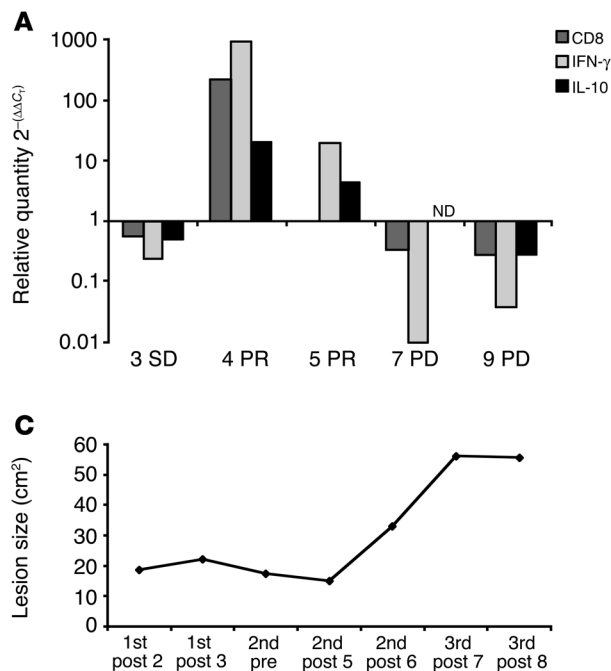 A
1000
100
10
1
0.1
0.01
Relative quantity 2−(ΔΔCT)
CD8
IFN-γ
IL-10
ND
3 SD 4 PR 5 PR 7 PD 9 PD
C
60
50
40
30
20
10
0
Lesion size (cm²)
1st 1st 2nd 2nd 2nd 3rd 3rd
post 2 post 3 pre post 5 post 6 post 7 post 8